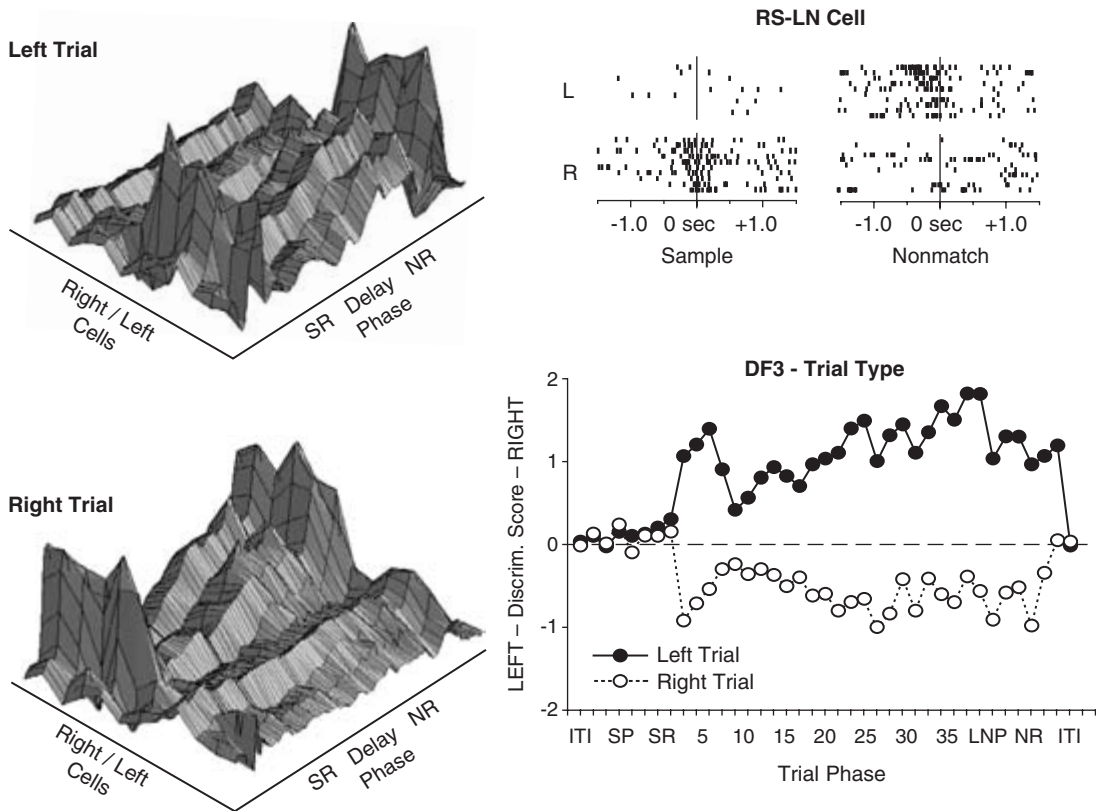 Left Trial
Right / Left
Cells
SR Delay NR
Phase
Right Trial
Right / Left
Cells
SR Delay NR
Phase
RS-LN Cell
L
R
-1.0 0 sec +1.0
Sample
-1.0 0 sec +1.0
Nonmatch
DF3 - Trial Type
LEFT – Discrim. Score – RIGHT
2
1
0
-1
-2
Left Trial
Right Trial
ITI SP SR 5 10 15 20 25 30 35 LNP NR ITI
Trial Phase